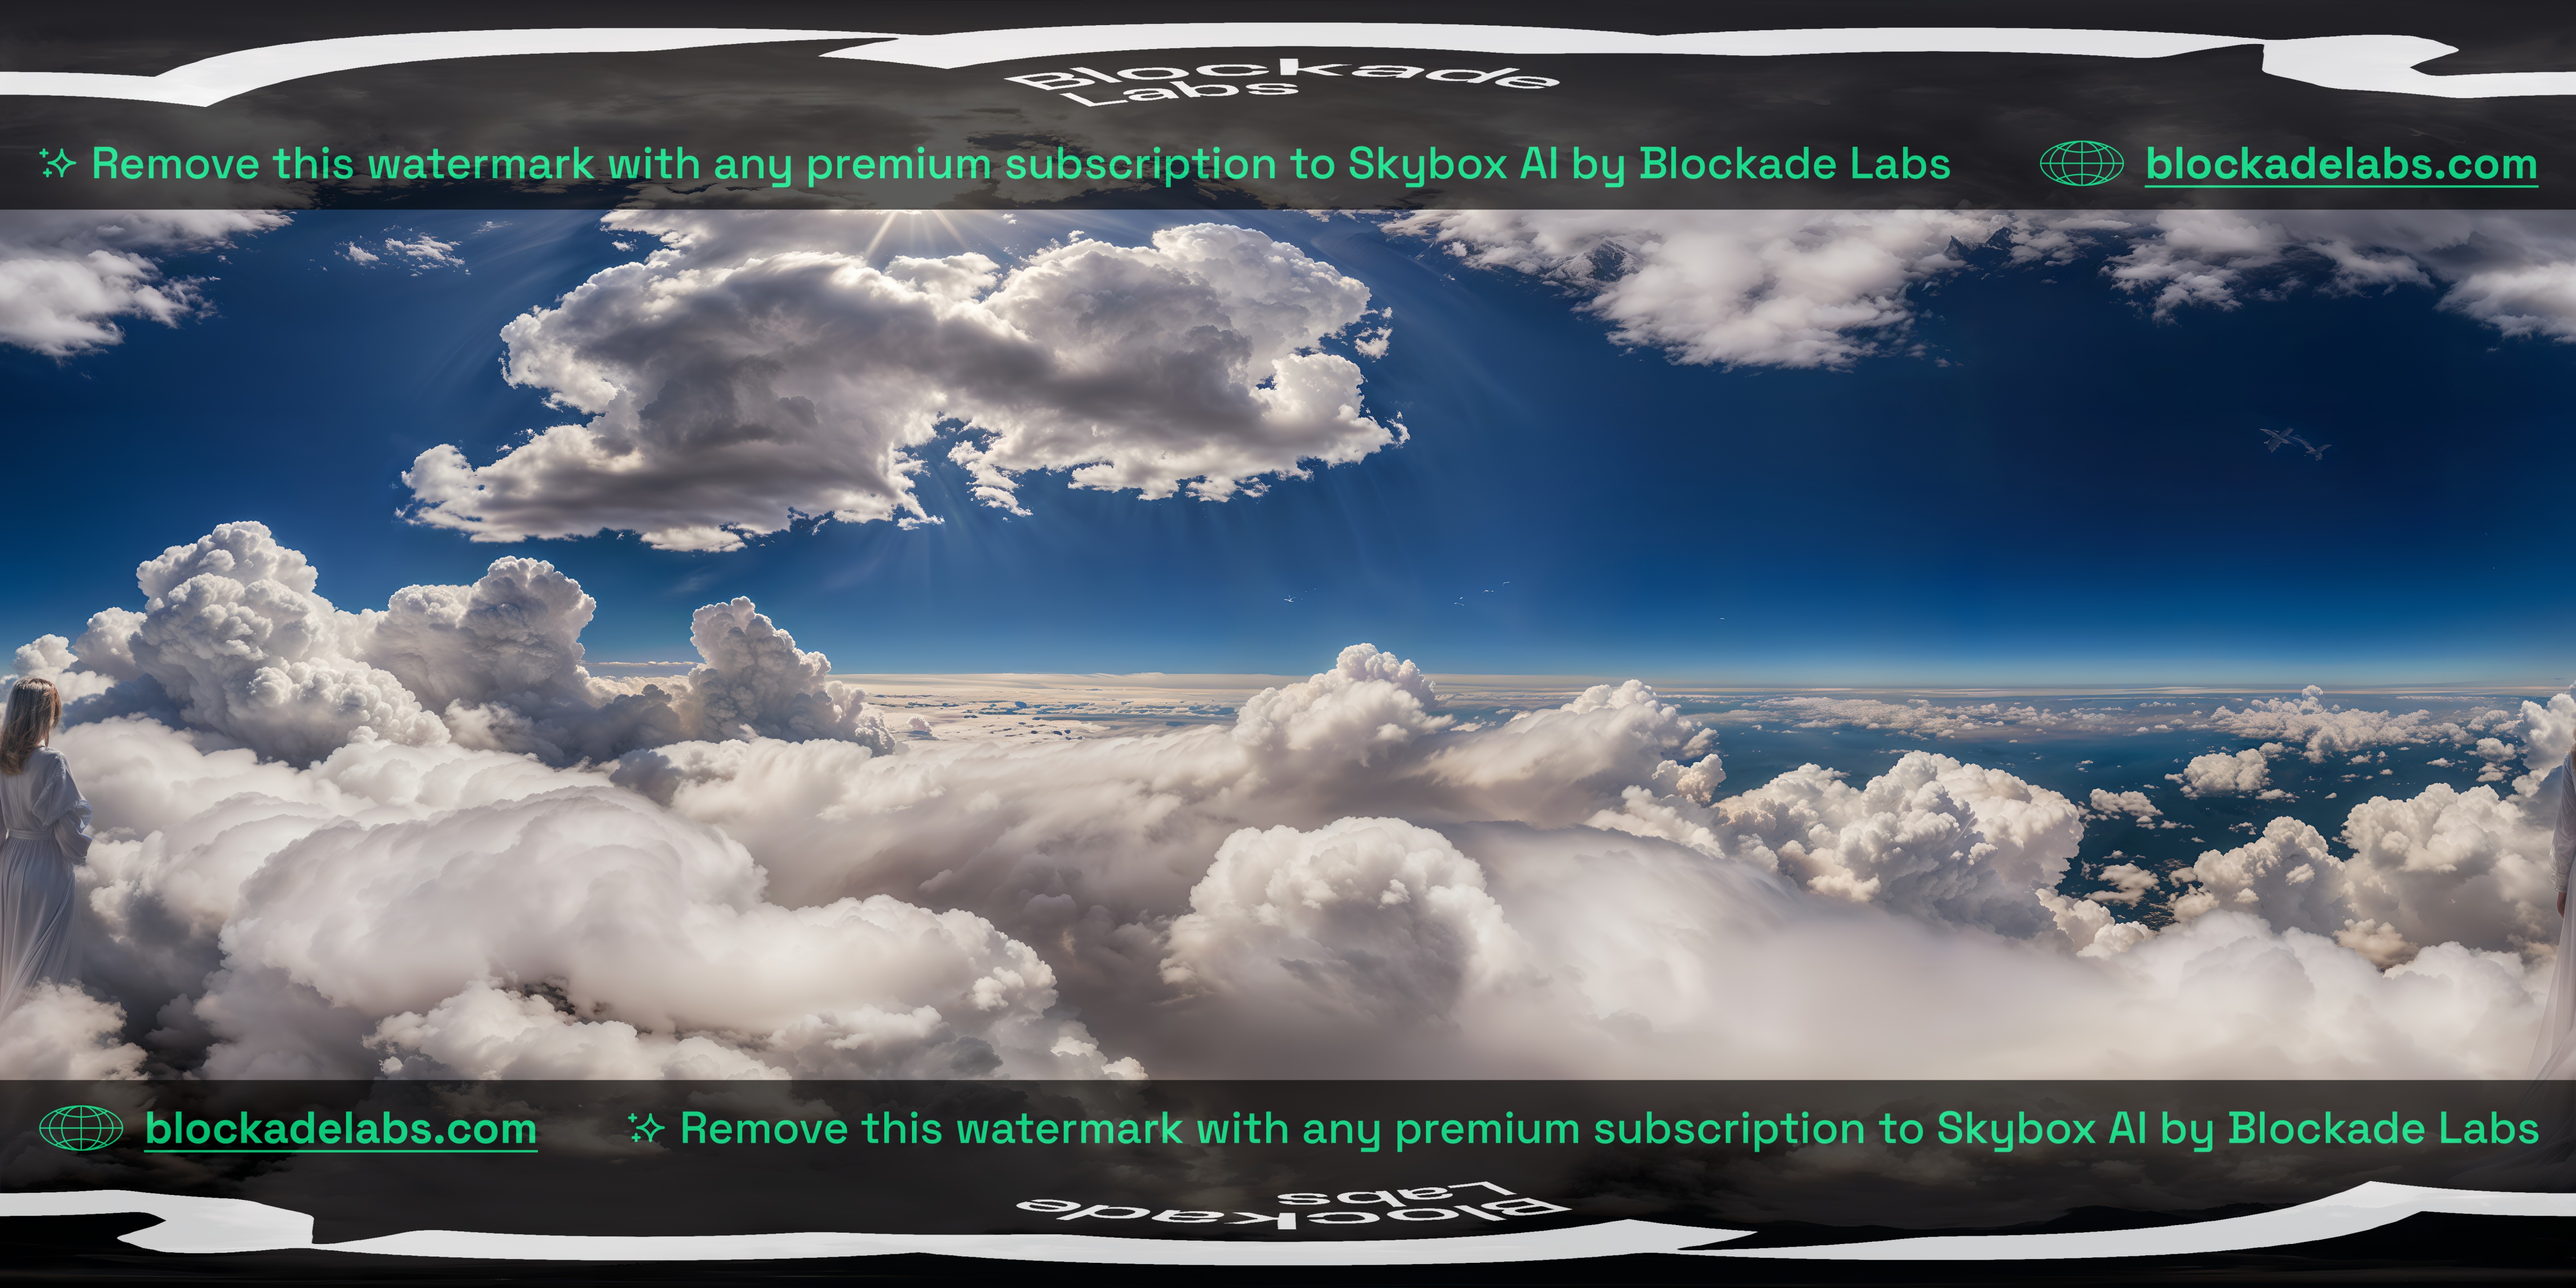 Blockade
Labs
Remove this watermark with any premium subscription to Skybox AI by Blockade Labs
blockadelabs.com
blockadelabs.com
Remove this watermark with any premium subscription to Skybox AI by Blockade Labs
Blockade
Labs